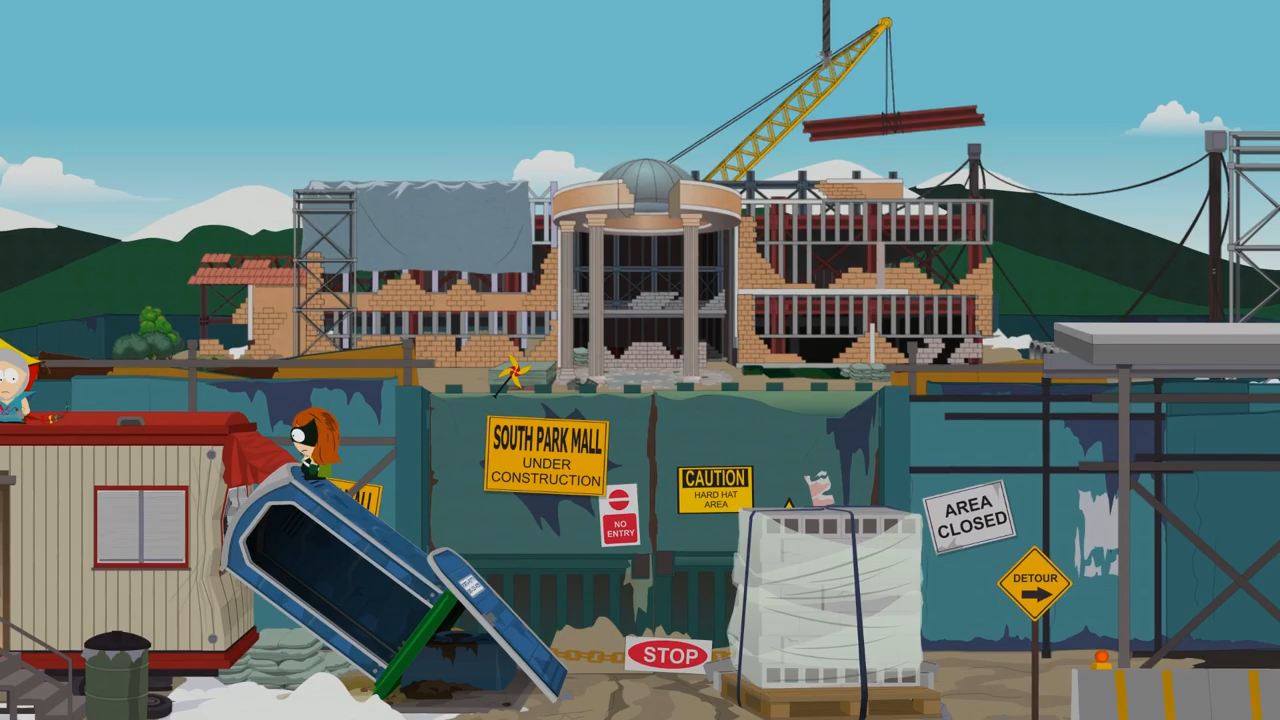 SOUTH PARK MALL
UNDER
CONSTRUCTION
CAUTION
HARD HAT
AREA
NO
ENTRY
AREA
CLOSED
DETOUR
STOP